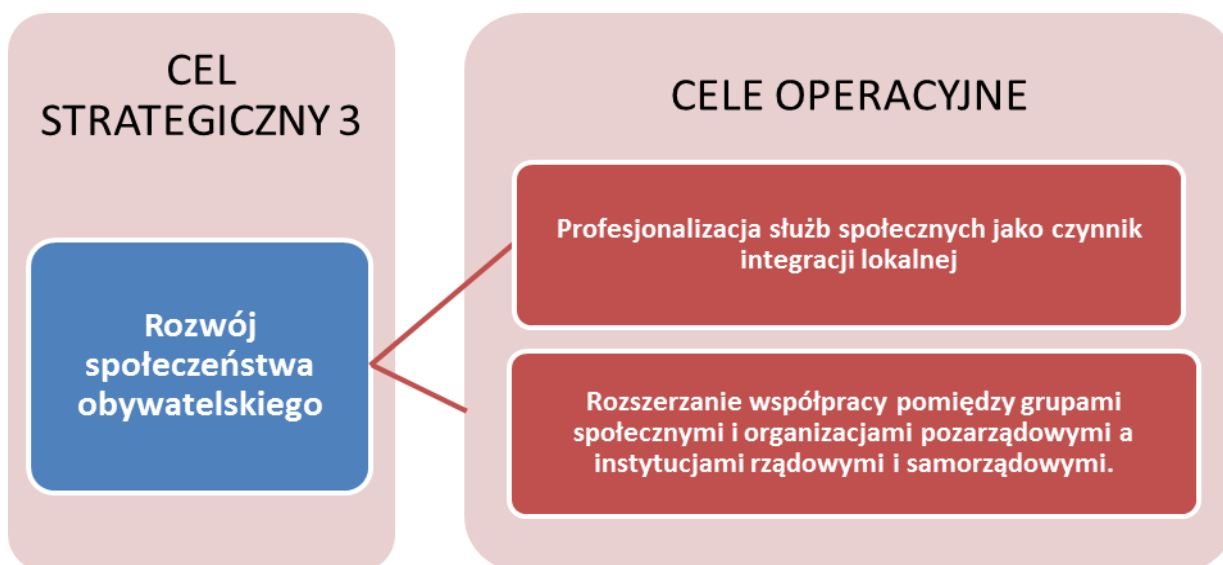 CEL
STRATEGICZNY 3
Rozwój
społeczeństwa
obywatelskiego
CELE OPERACYJNE
Profesjonalizacja służb społecznych jako czynnik
integracji lokalnej
Rozszerzanie współpracy pomiędzy grupami
społecznymi i organizacjami pozarządowymi a
instytucjami rządowymi i samorządowymi.